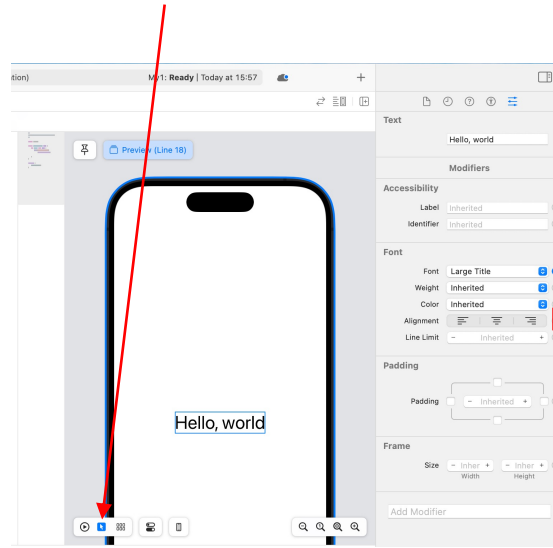 tion)
My1: Ready | Today at 15:57
Text
Hello, world
Modifiers
Accessibility
Label Inherited
Identifier Inherited
Font
Font Large Title
Weight Inherited
Color Inherited
Alignment
Line Limit - Inherited +
Padding
Padding - Inherited +
Frame
Size - Inher + - Inher +
Width Height
Add Modifier
Preview (Line 18)
Hello, world